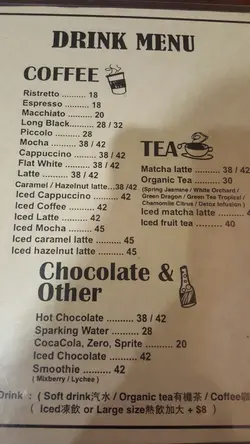 DRINK MENU
COFFEE
Ristretto .......... 18
Espresso .......... 18
Macchiato .......... 20
Long Black.......... 28 / 32
Piccolo .......... 28
Mocha .......... 38 / 42
Cappuccino .......... 38 / 42
Flat White .......... 38 / 42
Latte .......... 38 / 42
Caramel / Hazelnut latte...38/42
Iced Cappuccino .......... 42
Iced Coffee .......... 42
Iced Latte .......... 42
Iced Mocha .......... 45
Iced caramel latte .......... 45
Iced hazelnut latte .......... 45
TEA
Matcha latte .......... 38 / 42
Organic Tea .......... 30
(Spring Jasmine / White Orchard /
Green Dragon / Green Tea Tropical /
Chamomile Citrus / Detox Infusion )
Iced matcha latte ..........
Iced fruit tea .......... 40
Chocolate &
Other
Hot Chocolate .......... 38 / 42
Sparking Water .......... 28
CocaCola, Zero, Sprite .......... 20
Iced Chocolate .......... 42
Smoothie .......... 42
( Mixberry / Lychee )
Drink : ( Soft drink汽水 / Organic tea有機茶 / Coffee
( Iced凍飲 or Large size熱飲加大 + $8 )